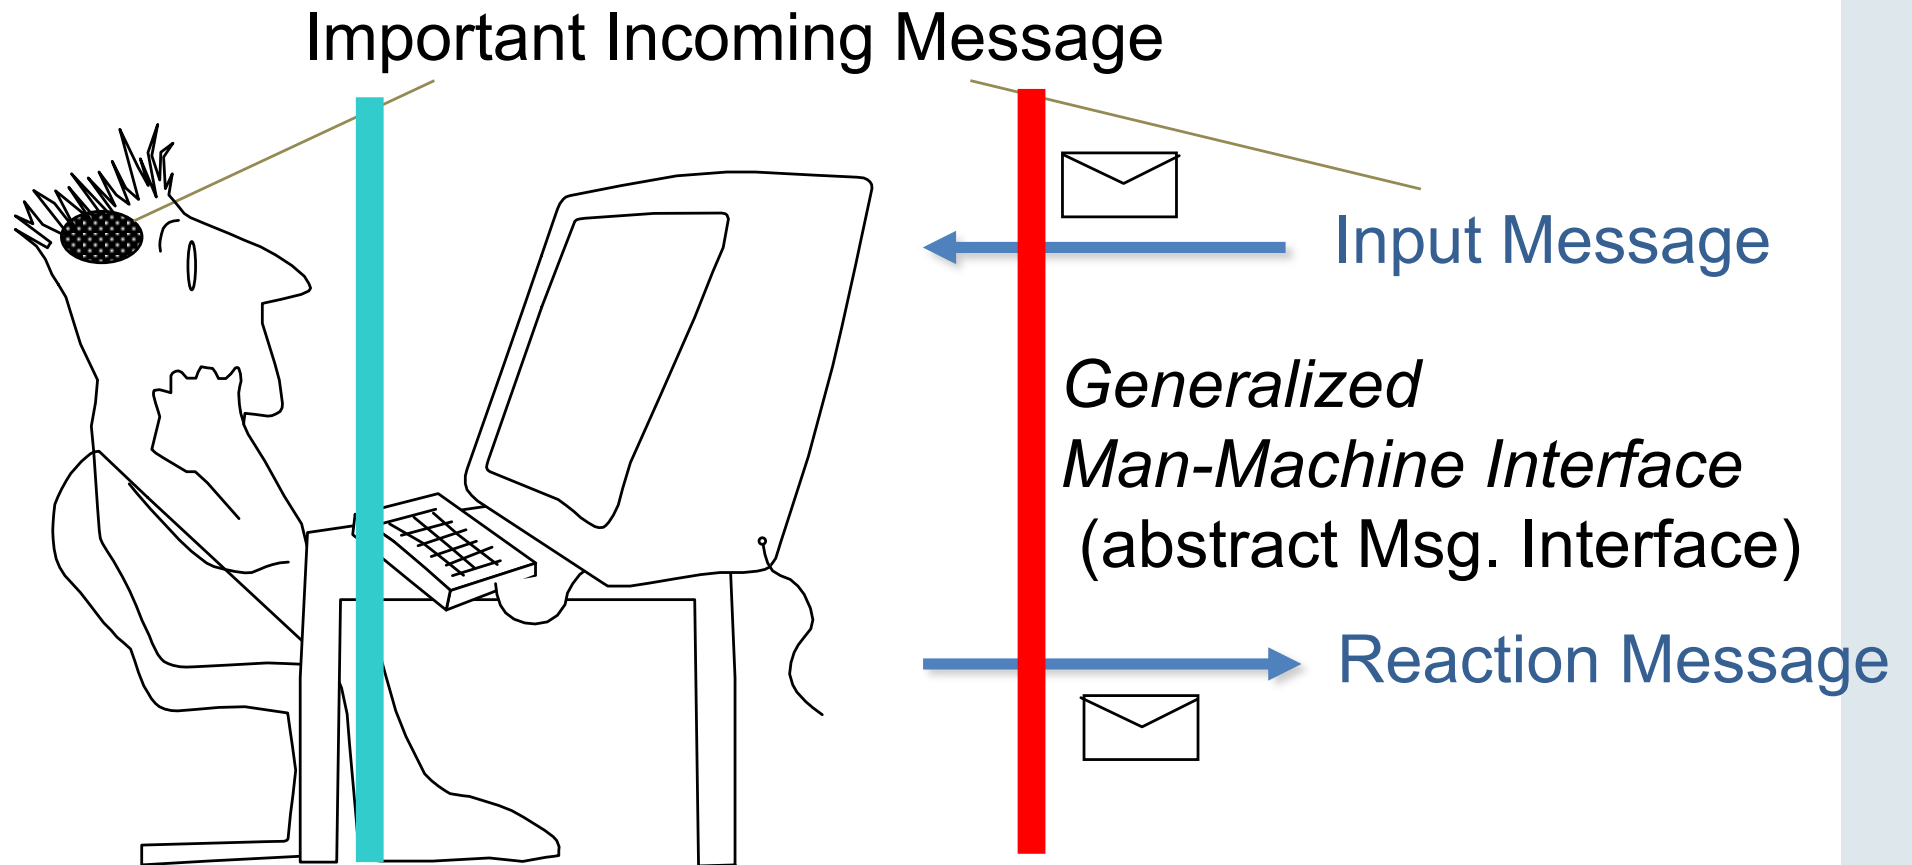 Important Incoming Message
Input Message
Generalized
Man-Machine Interface
(abstract Msg. Interface)
Reaction Message